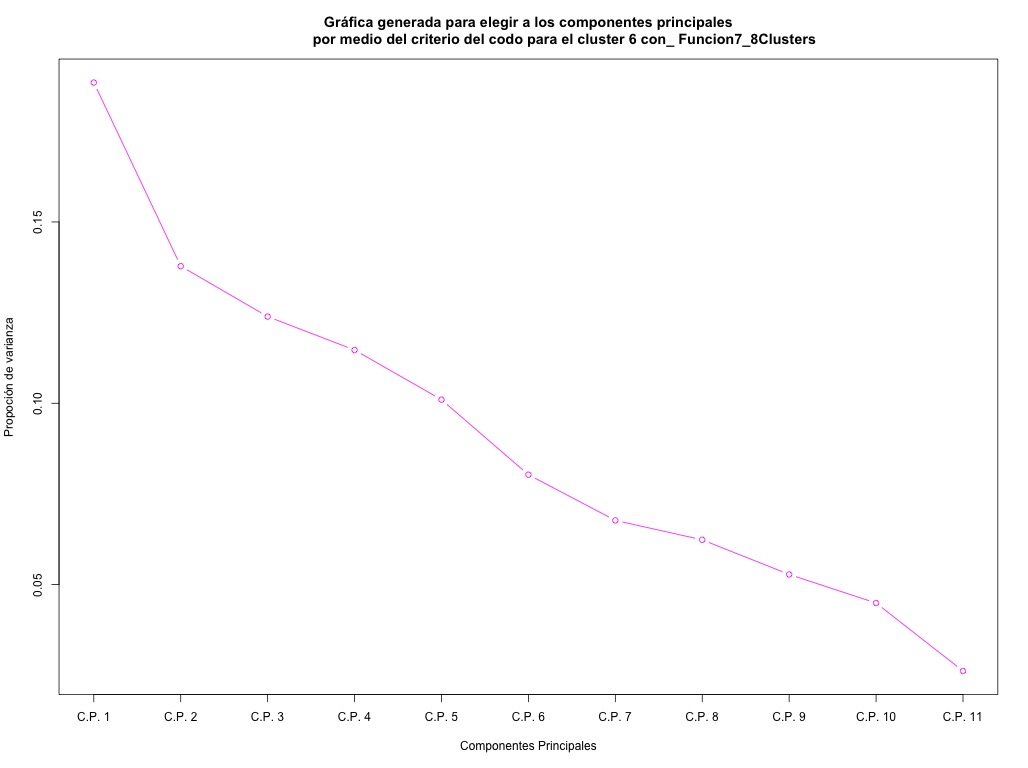 Gráfica generada para elegir a los componentes principales
por medio del criterio del codo para el cluster 6 con_ Funcion7_8Clusters
Propoción de varianza
0.15
0.10
0.05
C.P. 1 C.P. 2 C.P. 3 C.P. 4 C.P. 5 C.P. 6 C.P. 7 C.P. 8 C.P. 9 C.P. 10 C.P. 11
Componentes Principales